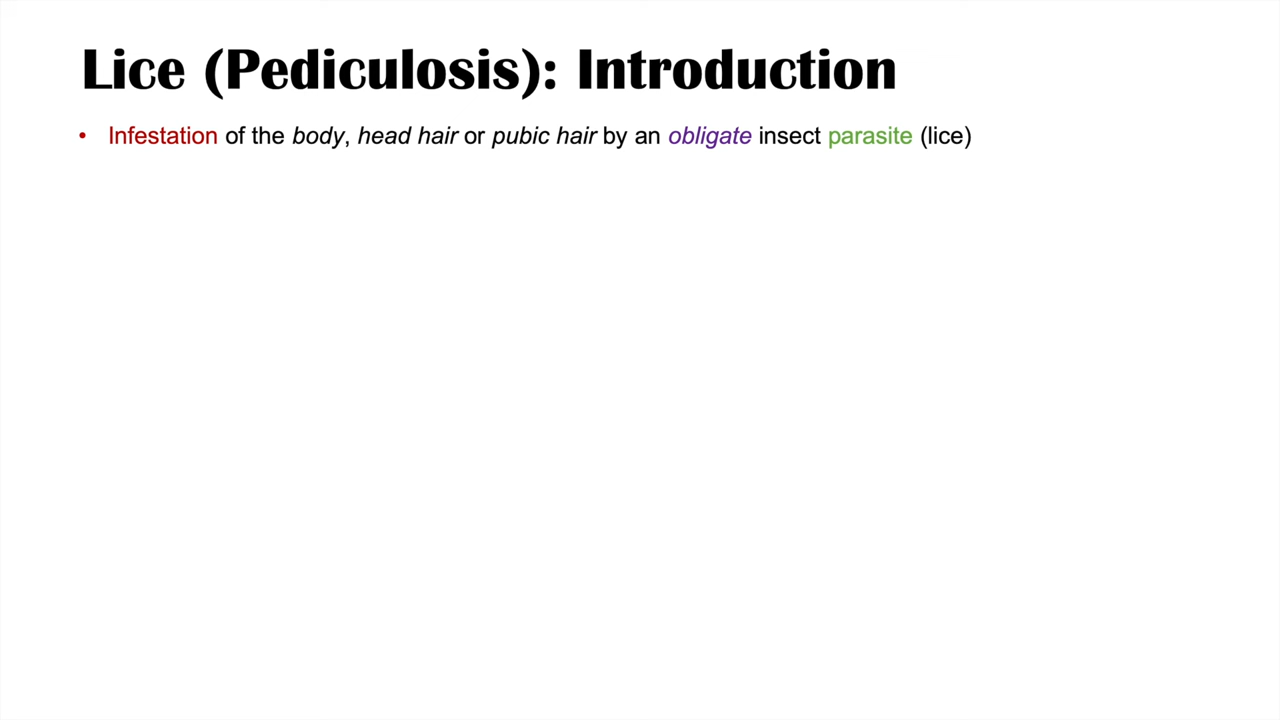 Lice (Pediculosis): Introduction
• Infestation of the body, head hair or pubic hair by an obligate insect parasite (lice)